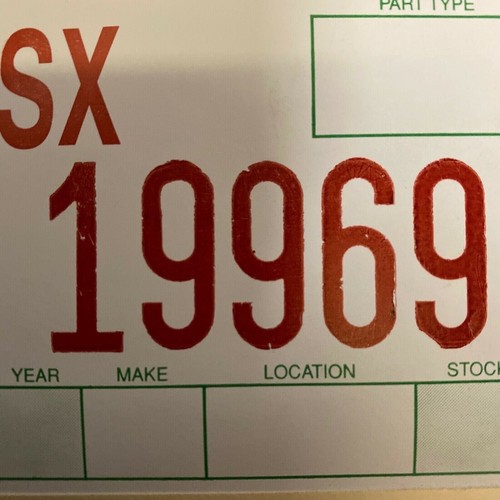 PART TYPE
SX
19969
YEAR MAKE LOCATION STOCK